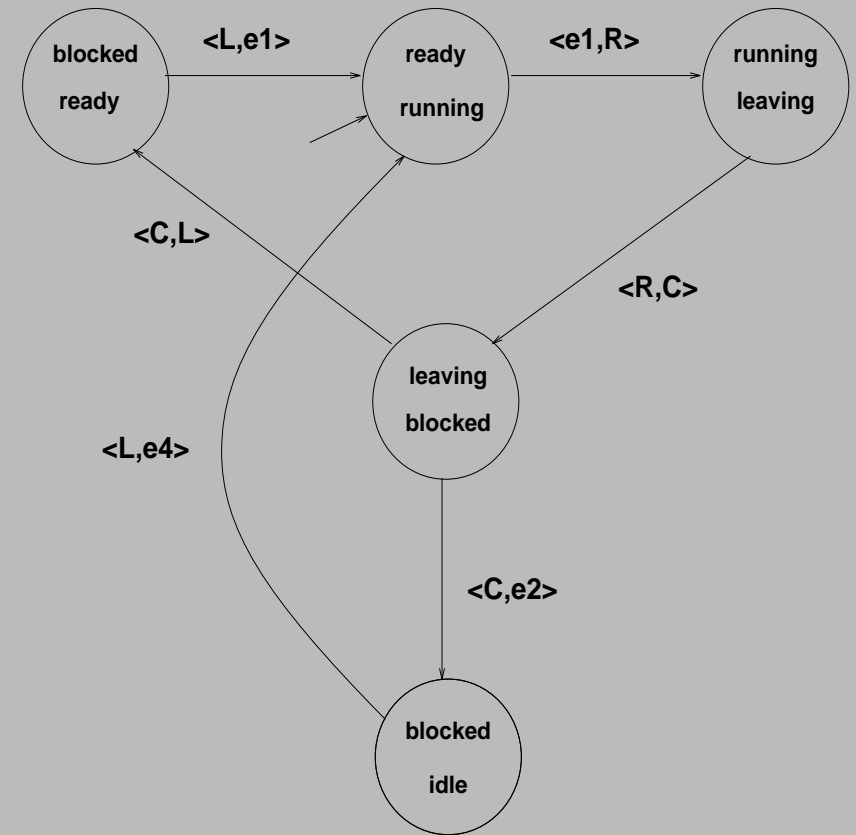 <L,e1>
<e1,R>
blocked
ready
ready
running
running
leaving
<C,L>
<R,C>
leaving
blocked
<L,e4>
<C,e2>
blocked
idle